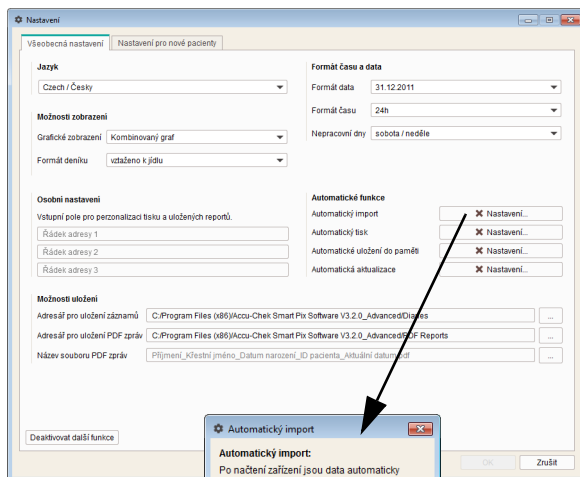 Nastavení
Všeobecná nastavení Nastavení pro nové pacienty
Jazyk
Czech / Česky
Možnosti zobrazení
Grafické zobrazení Kombinovaný graf
Formát deníku vztaženo k jídlu
Formát času a data
Formát data 31.12.2011
Formát času 24h
Nepracovní dny sobota / neděle
Osobní nastavení
Vstupní pole pro perzonalizaci tisku a uložených reportů.
Řádek adresy 1
Řádek adresy 2
Řádek adresy 3
Automatické funkce
Automatický import Nastavení...
Automatický tisk Nastavení...
Automatické uložení do paměti Nastavení...
Automatická aktualizace Nastavení...
Možnosti uložení
Adresář pro uložení záznamů C:/Program Files (x86)/Accu-Chek Smart Pix Software V3.2.0_Advanced/Diaries ...
Adresář pro uložení PDF zpráv C:/Program Files (x86)/Accu-Chek Smart Pix Software V3.2.0_Advanced/PDF Reports ...
Název souboru PDF zpráv Příjmení_Křestní jméno_Datum narození_ID pacienta_Aktuální datum.pdf ...
Deaktivovat další funkce
OK Zrušit
Automatický import
Automatický import:
Po načtení zařízení jsou data automaticky